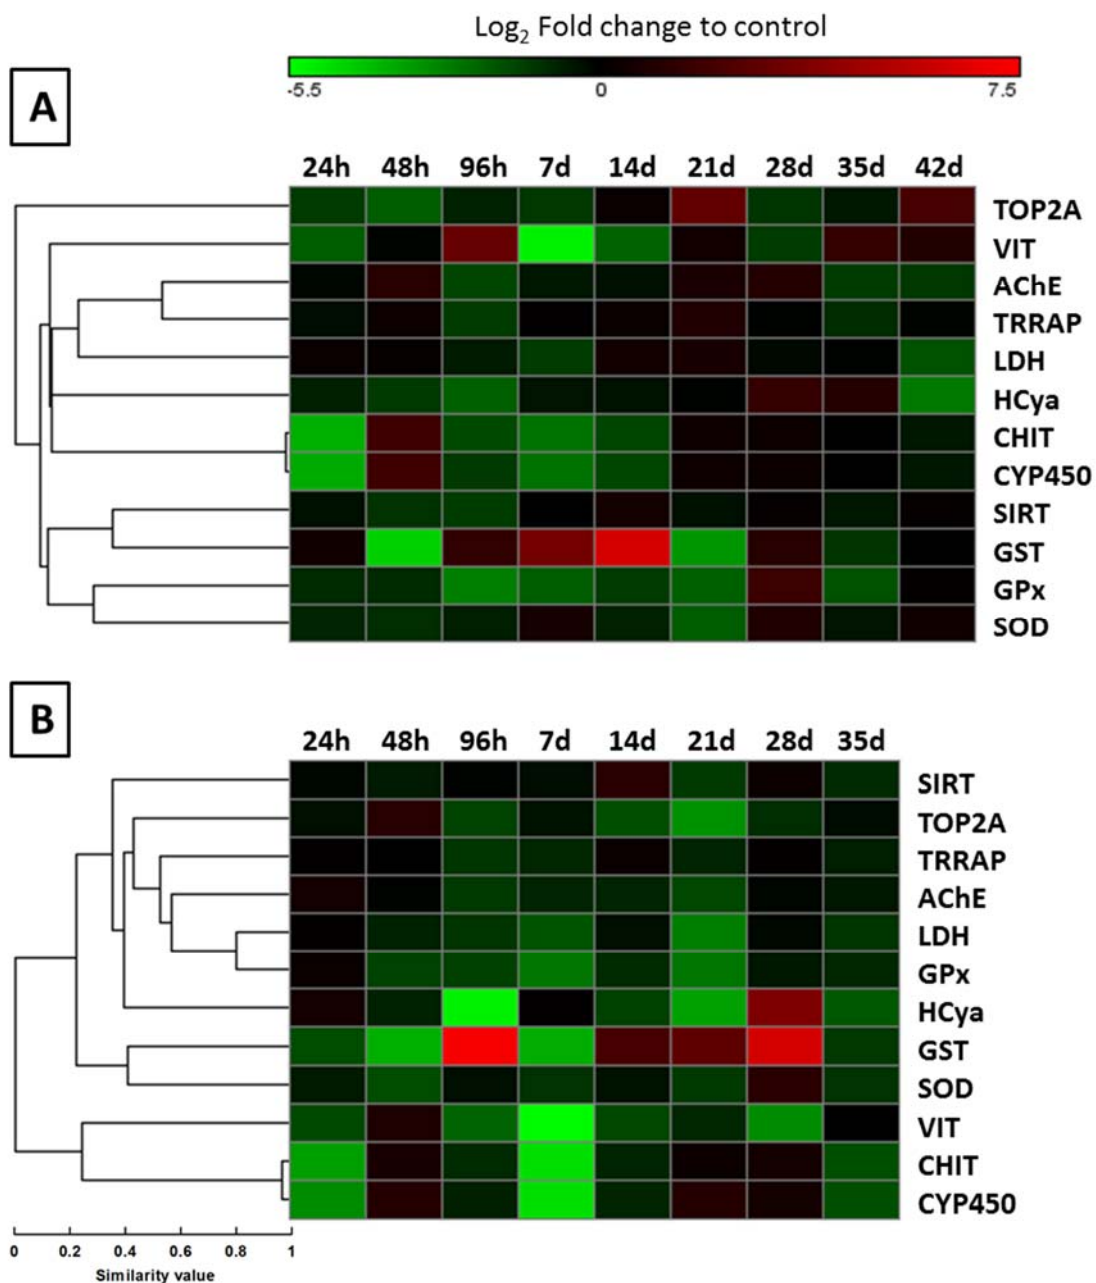 Log2 Fold change to control
-5.5 0 7.5
A
24h 48h 96h 7d 14d 21d 28d 35d 42d
TOP2A
VIT
AChE
TRRAP
LDH
HCya
CHIT
CYP450
SIRT
GST
GPx
SOD
B
24h 48h 96h 7d 14d 21d 28d 35d
SIRT
TOP2A
TRRAP
AChE
LDH
GPx
HCya
GST
SOD
VIT
CHIT
CYP450
0 0.2 0.4 0.6 0.8 1
Similarity value